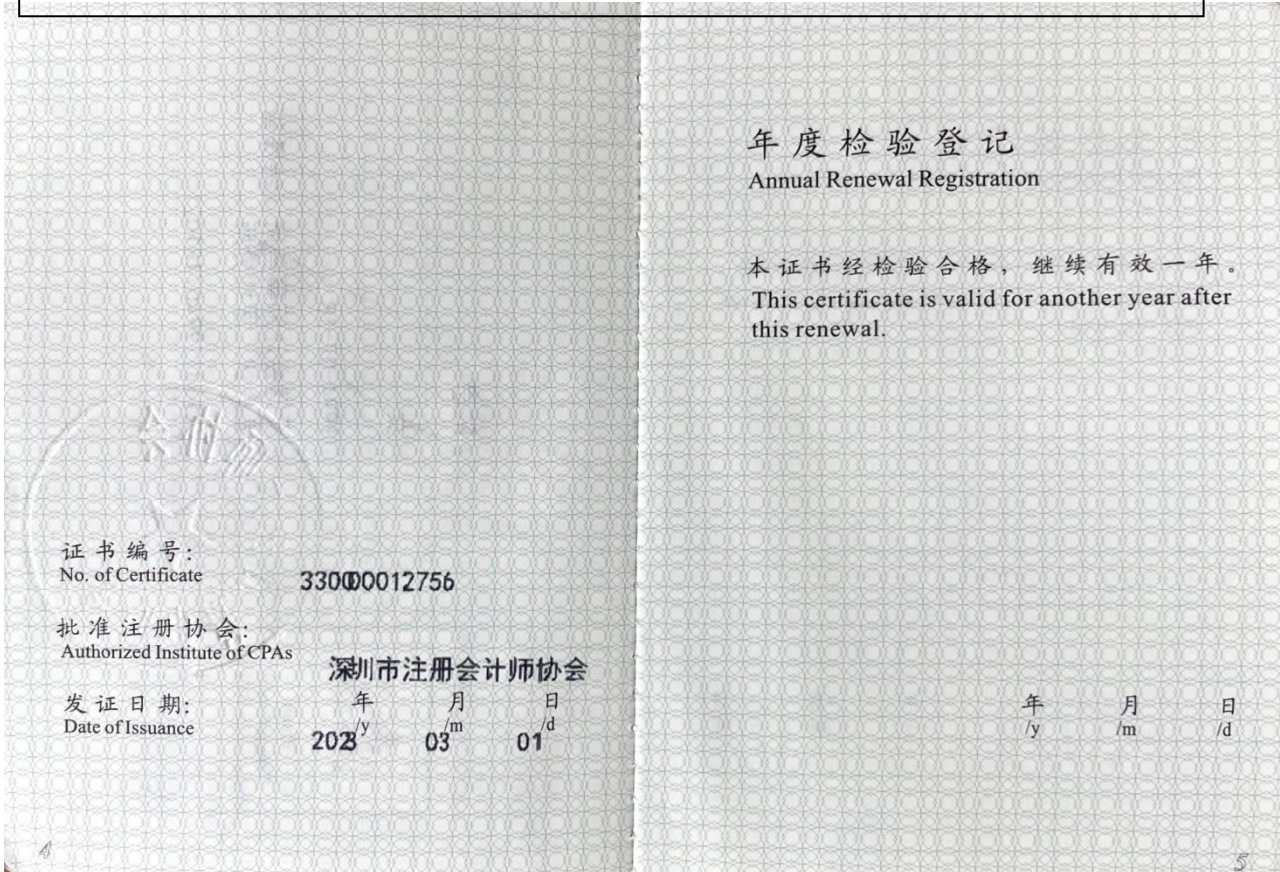 证书编号:
No. of Certificate
330000012756
批准注册协会:
Authorized Institute of CPAs
深圳市注册会计师协会
发证日期:
Date of Issuance
年 月 日
/y /m /d
2023 03 01
4
年度检验登记
Annual Renewal Registration
本证书经检验合格，继续有效一年。
This certificate is valid for another year after
this renewal.
年 月 日
/y /m /d
5